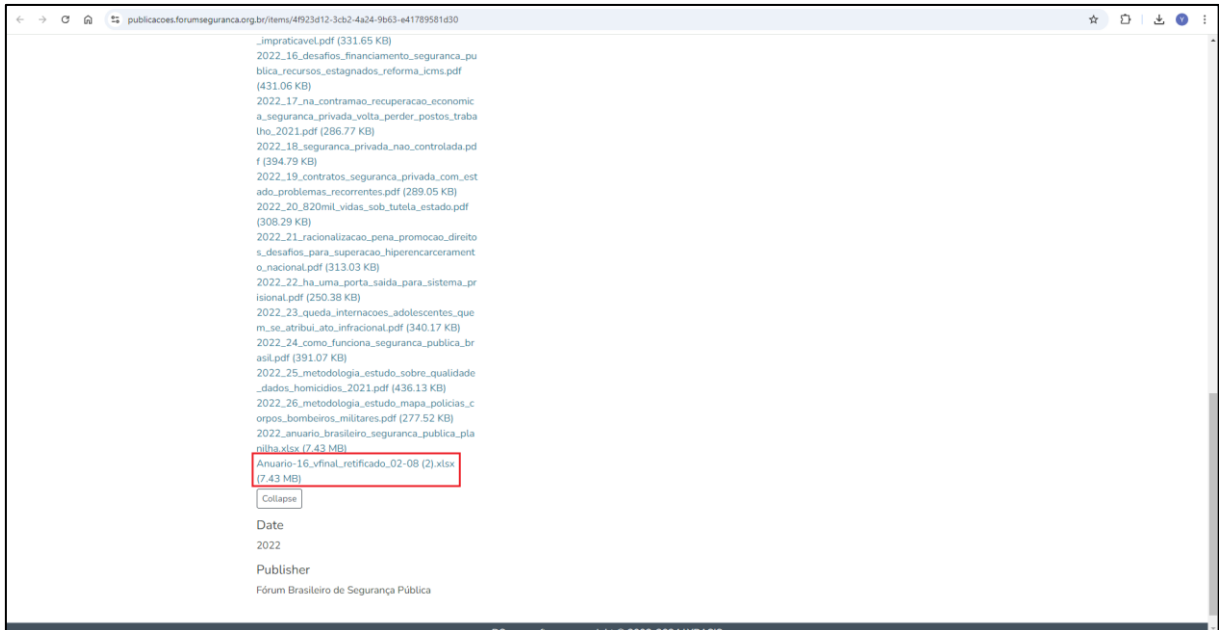 publicacoes.forumseguranca.org.br/items/4f923d12-3cb2-4a24-9b63-e41789581d30
_impraticavel.pdf (331.65 KB)
2022_16_desafios_financiamento_seguranca_pu
blica_recursos_estagnados_reforma_icms.pdf
(431.06 KB)
2022_17_na_contramao_recuperacao_economic
a_seguranca_privada_volta_perder_postos_traba
lho_2021.pdf (286.77 KB)
2022_18_seguranca_privada_nao_controlada.pd
f (394.79 KB)
2022_19_contratos_seguranca_privada_com_est
ado_problemas_recorrentes.pdf (289.05 KB)
2022_20_820mil_vidas_sob_tutela_estado.pdf
(308.29 KB)
2022_21_racionalizacao_pena_promocao_direito
s_desafios_para_superacao_hiperencarcerament
o_nacional.pdf (313.03 KB)
2022_22_ha_uma_porta_saida_para_sistema_pr
isional.pdf (250.38 KB)
2022_23_queda_internacoes_adolescentes_que
m_se_atribui_ato_infracional.pdf (340.17 KB)
2022_24_como_funciona_seguranca_publica_br
asil.pdf (391.07 KB)
2022_25_metodologia_estudo_sobre_qualidade
_dados_homicidios_2021.pdf (436.13 KB)
2022_26_metodologia_estudo_mapa_policias_c
orpos_bombeiros_militares.pdf (277.52 KB)
2022_anuario_brasileiro_seguranca_publica_pla
nilha.xlsx (7.43 MB)
Anuario-16_vfinal_retificado_02-08 (2).xlsx
(7.43 MB)
Collapse
Date
2022
Publisher
Fórum Brasileiro de Segurança Pública